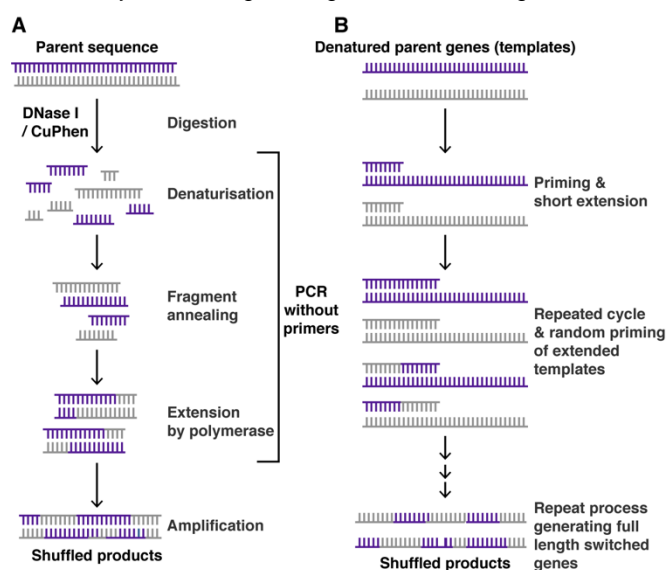 A
Parent sequence
DNase I
/ CuPhen
Digestion
Denaturisation
Fragment
annealing
PCR
without
primers
Extension
by polymerase
Amplification
Shuffled products
B
Denatured parent genes (templates)
Priming &
short extension
Repeated cycle
& random priming
of extended
templates
Repeat process
generating full
length switched
genes
Shuffled products